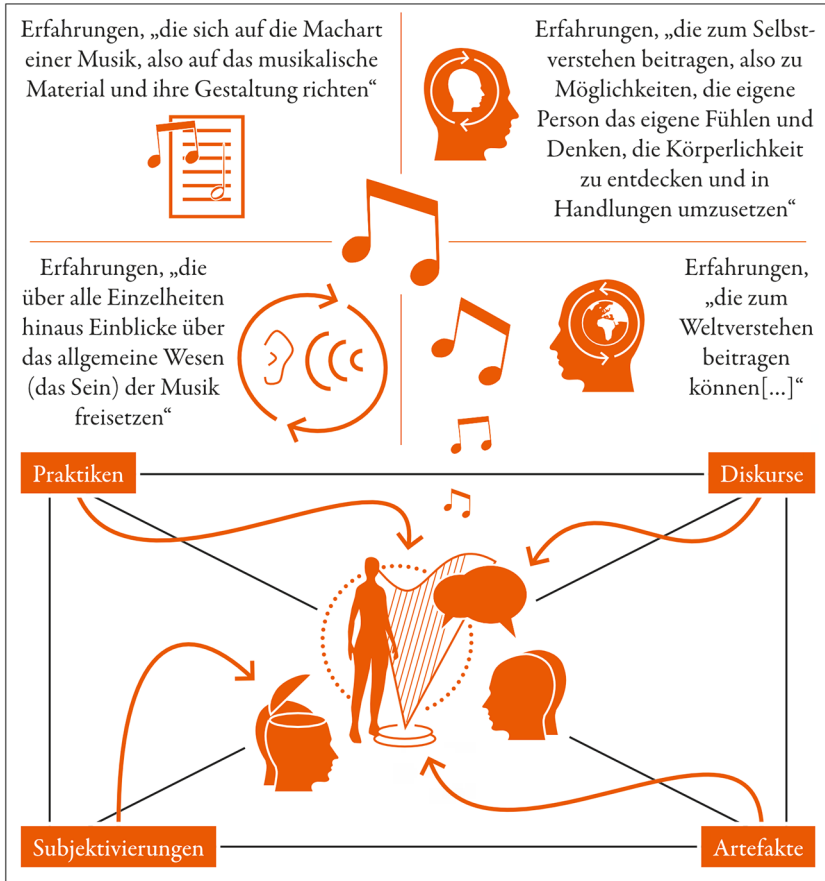 Erfahrungen, „die sich auf die Machart
einer Musik, also auf das musikalische
Material und ihre Gestaltung richten“
Erfahrungen, „die zum Selbst-
verstehen beitragen, also zu
Möglichkeiten, die eigene
Person das eigene Fühlen und
Denken, die Körperlichkeit
zu entdecken und in
Handlungen umzusetzen“
Erfahrungen, „die
über alle Einzelheiten
hinaus Einblicke über
das allgemeine Wesen
(das Sein) der Musik
freisetzen“
Erfahrungen,
„die zum
Weltverstehen
beitragen
können[...]“
Praktiken
Diskurse
Subjektivierungen
Artefakte